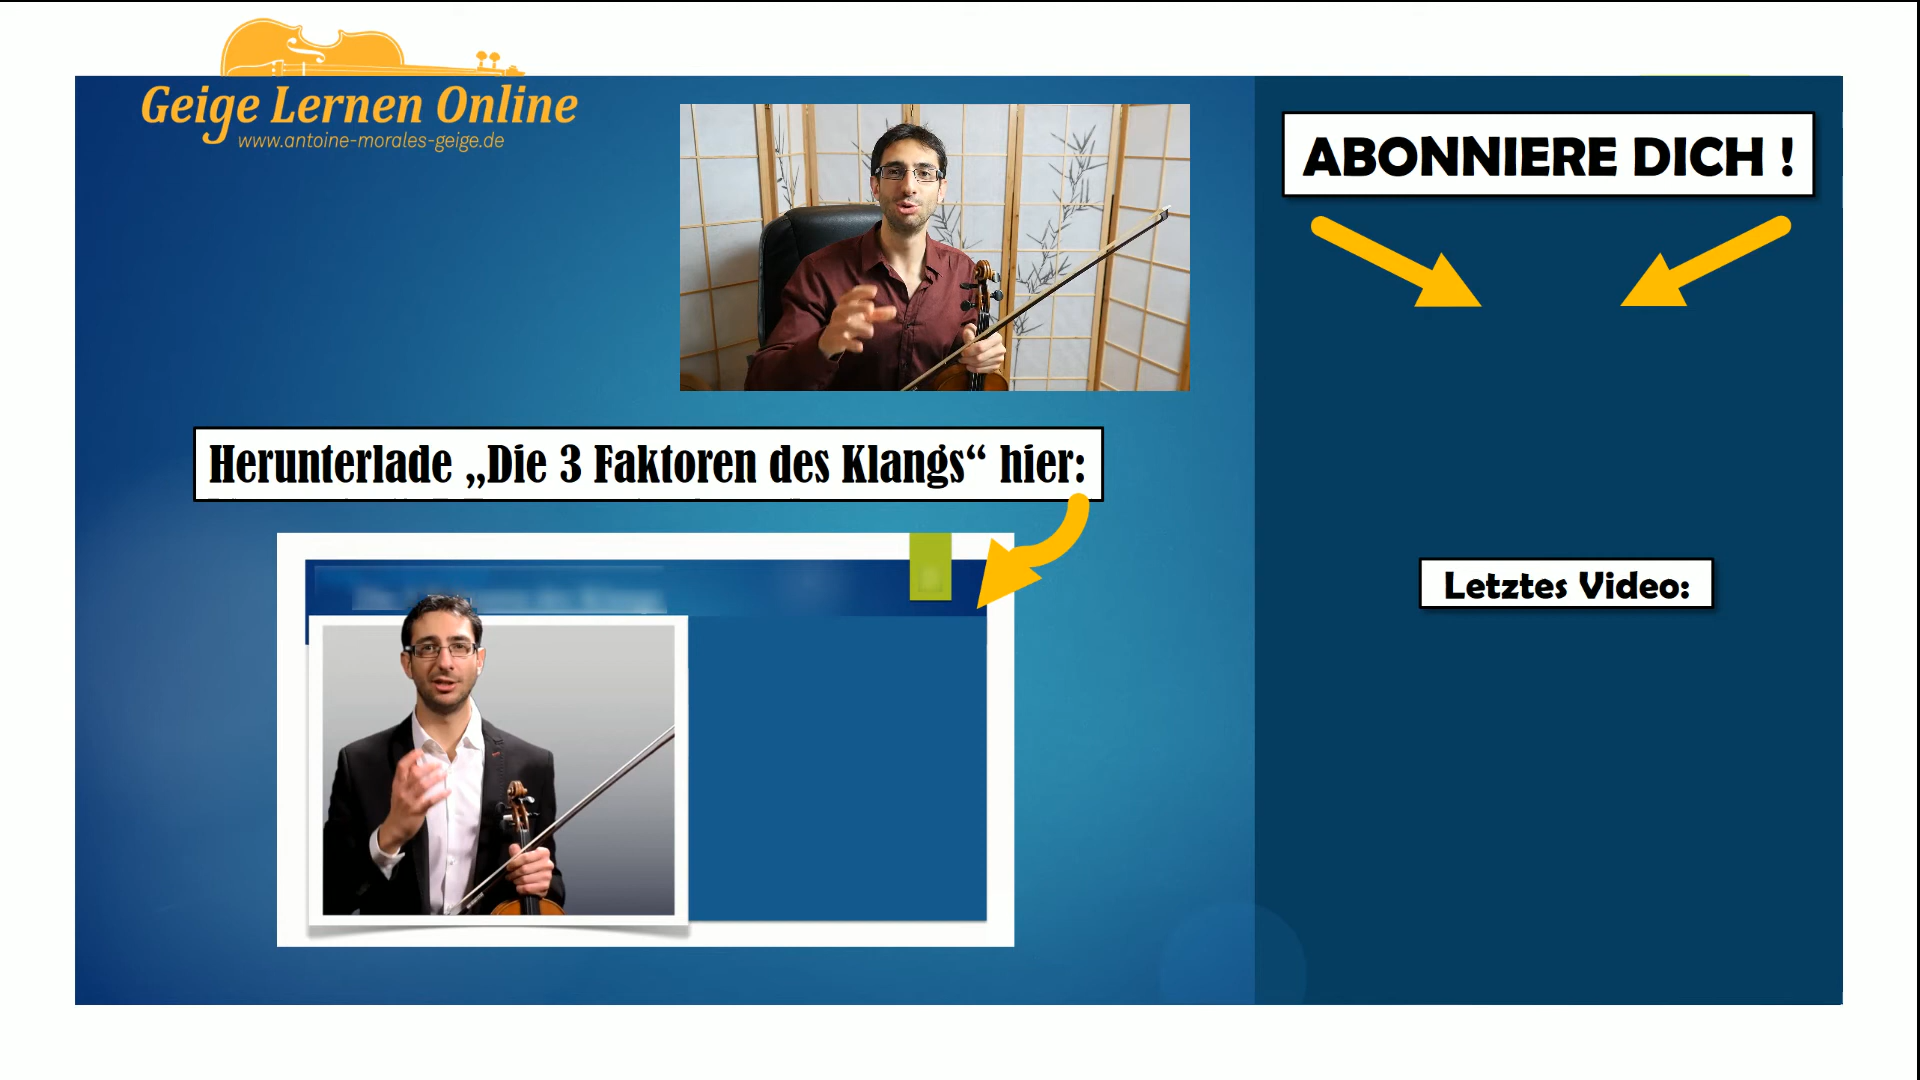 Geige Lernen Online
www.antoine-morales-geige.de
ABONNIERE DICH !
Herunterlade „Die 3 Faktoren des Klangs“ hier:
Letztes Video: